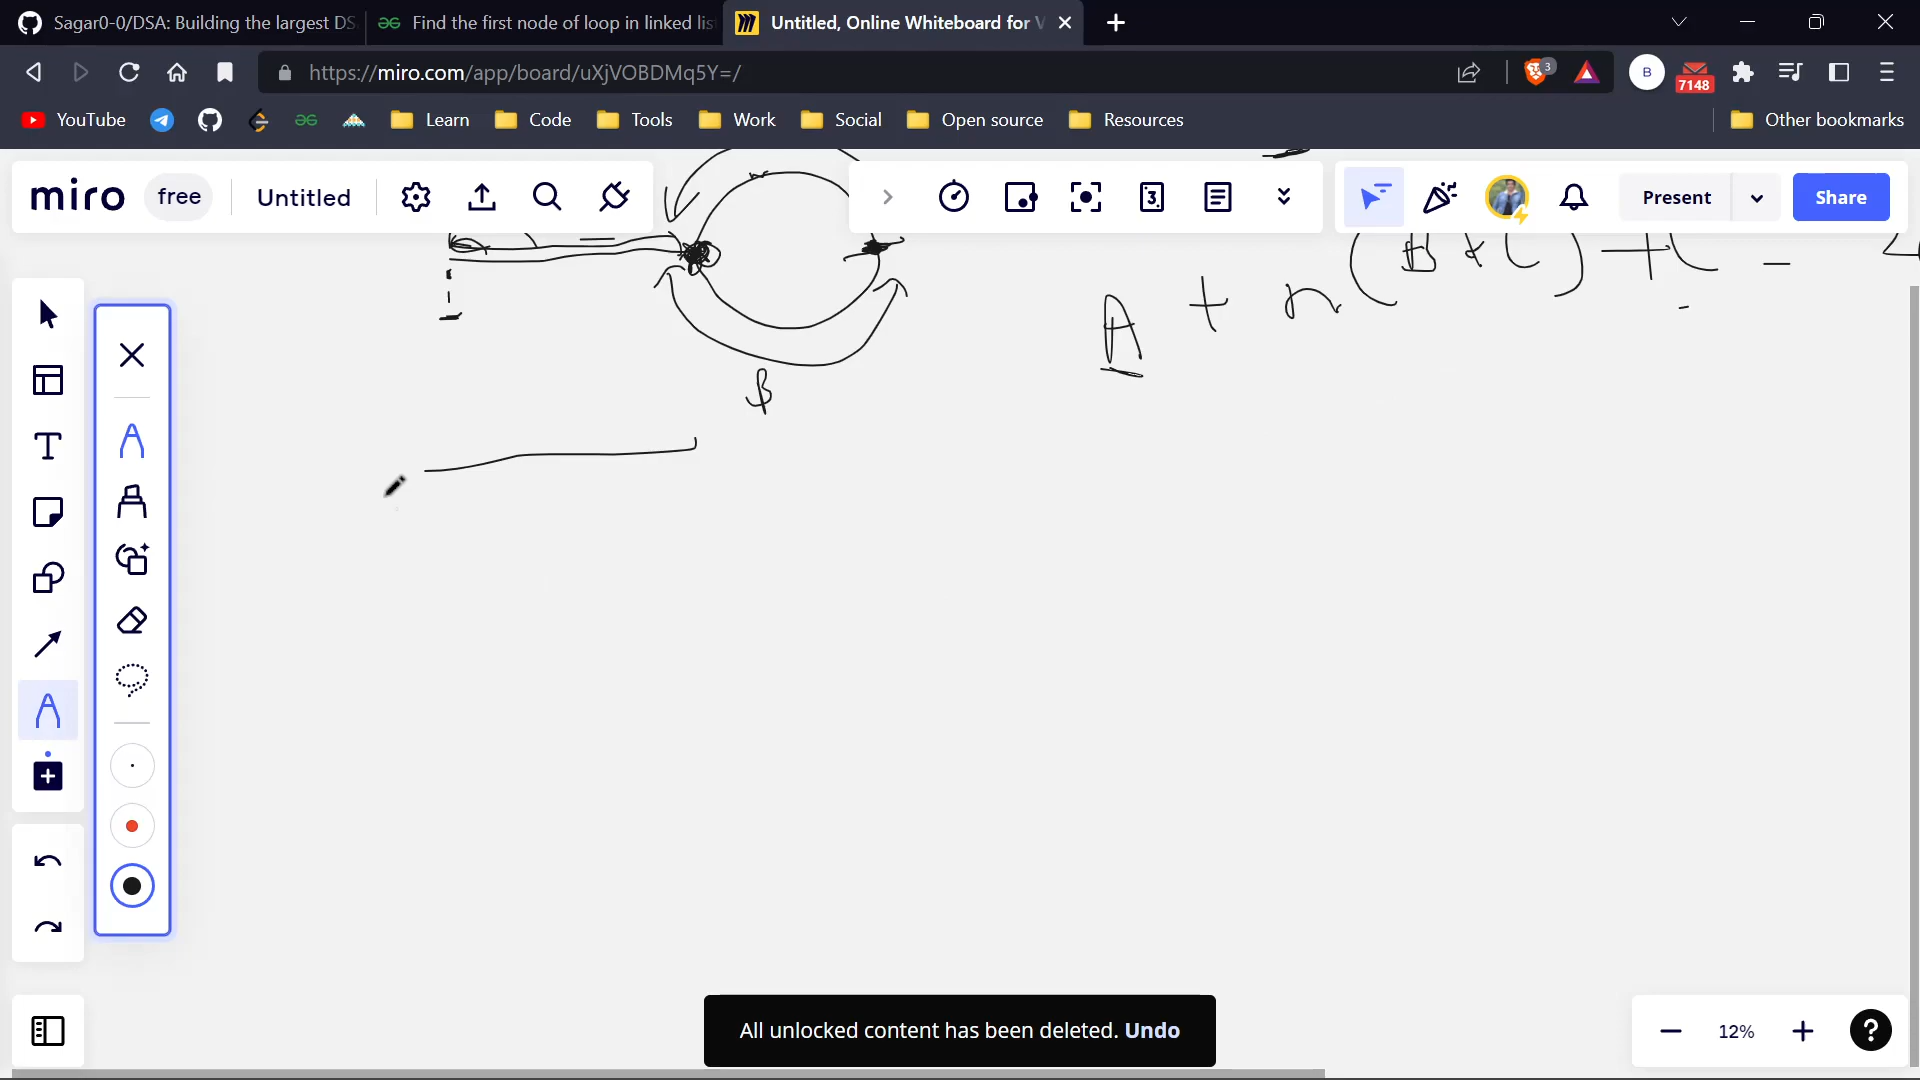 Sagar0-0/DSA: Building the largest DS
Find the first node of loop in linked lis
Untitled, Online Whiteboard for V
https://miro.com/app/board/uXjVOBDMq5Y=/
3
B
7148
YouTube
Learn
Code
Tools
Work
Social
Open source
Resources
Other bookmarks
miro
free
Untitled
3
Present
Share
A + n (B+C) + C =
B
All unlocked content has been deleted. Undo
12%
?